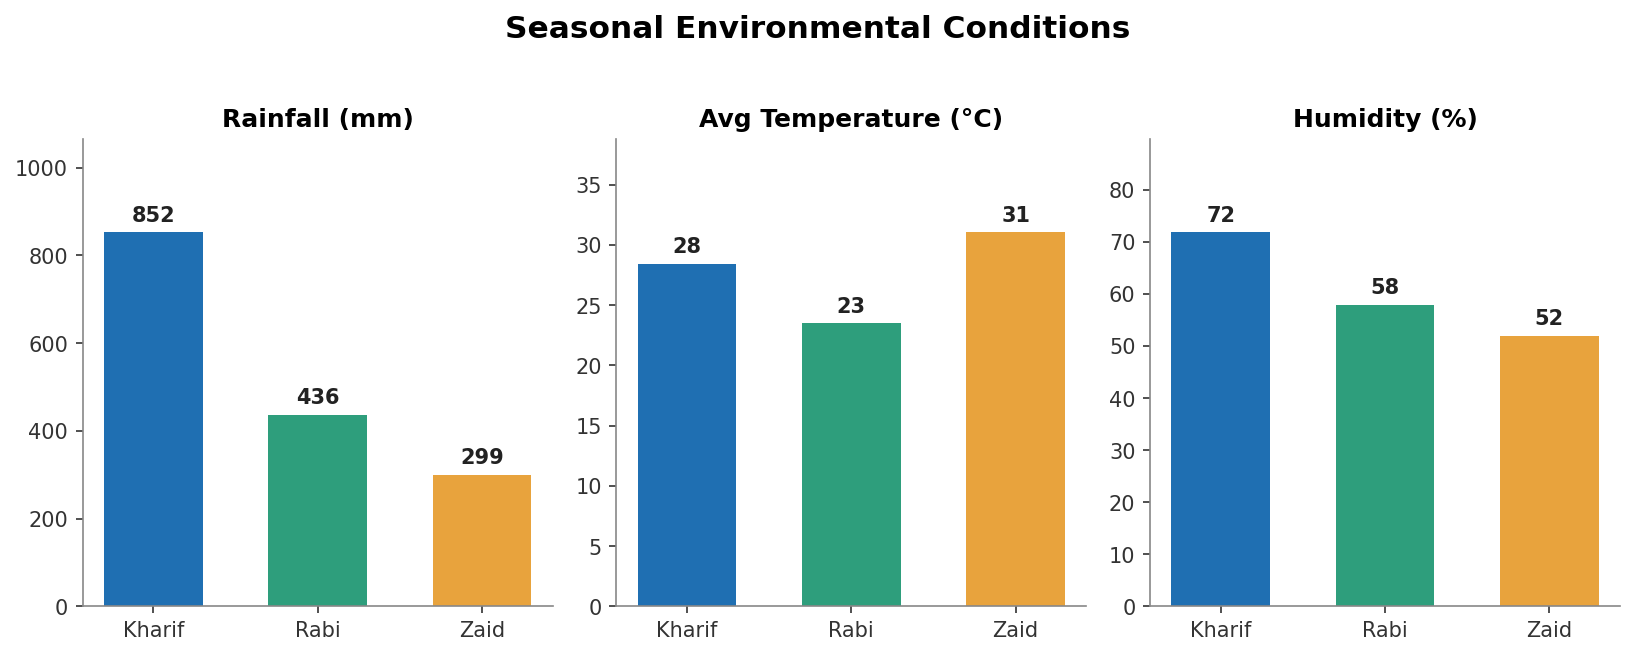 Seasonal Environmental Conditions
Rainfall (mm)
1000
800
600
400
200
0
852
436
299
Kharif
Rabi
Zaid
Avg Temperature (°C)
35
30
25
20
15
10
5
0
28
23
31
Kharif
Rabi
Zaid
Humidity (%)
80
70
60
50
40
30
20
10
0
72
58
52
Kharif
Rabi
Zaid